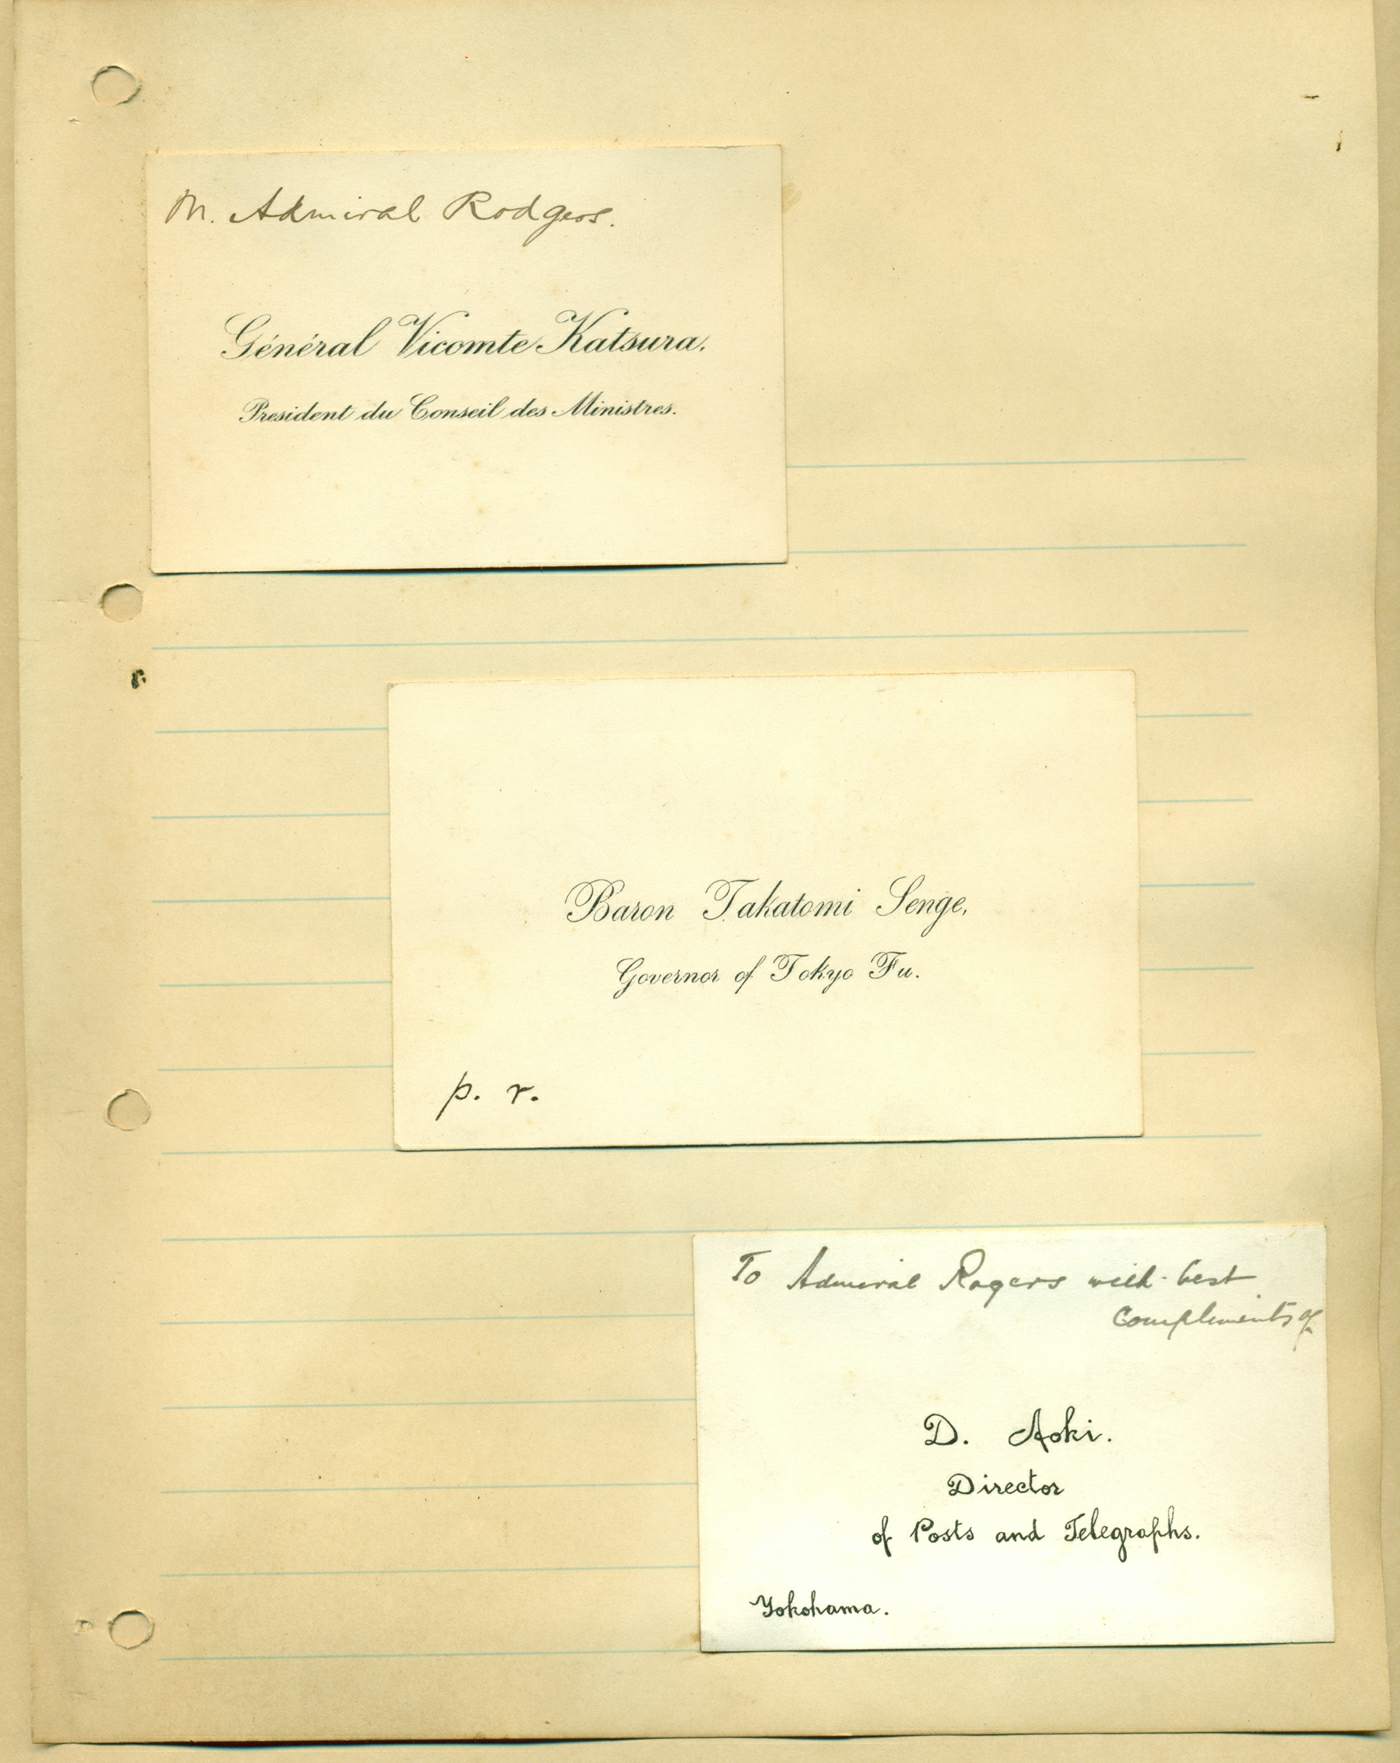 M. Admiral Rodgers.
Général Vicomte Katsura.
President du Conseil des Ministres.
Baron Takatomi Senge,
Governor of Tokyo Fu.
p. r.
To Admiral Rogers with best
compliments of
D. Aoki.
Director
of Posts and Telegraphs.
Yokohama.